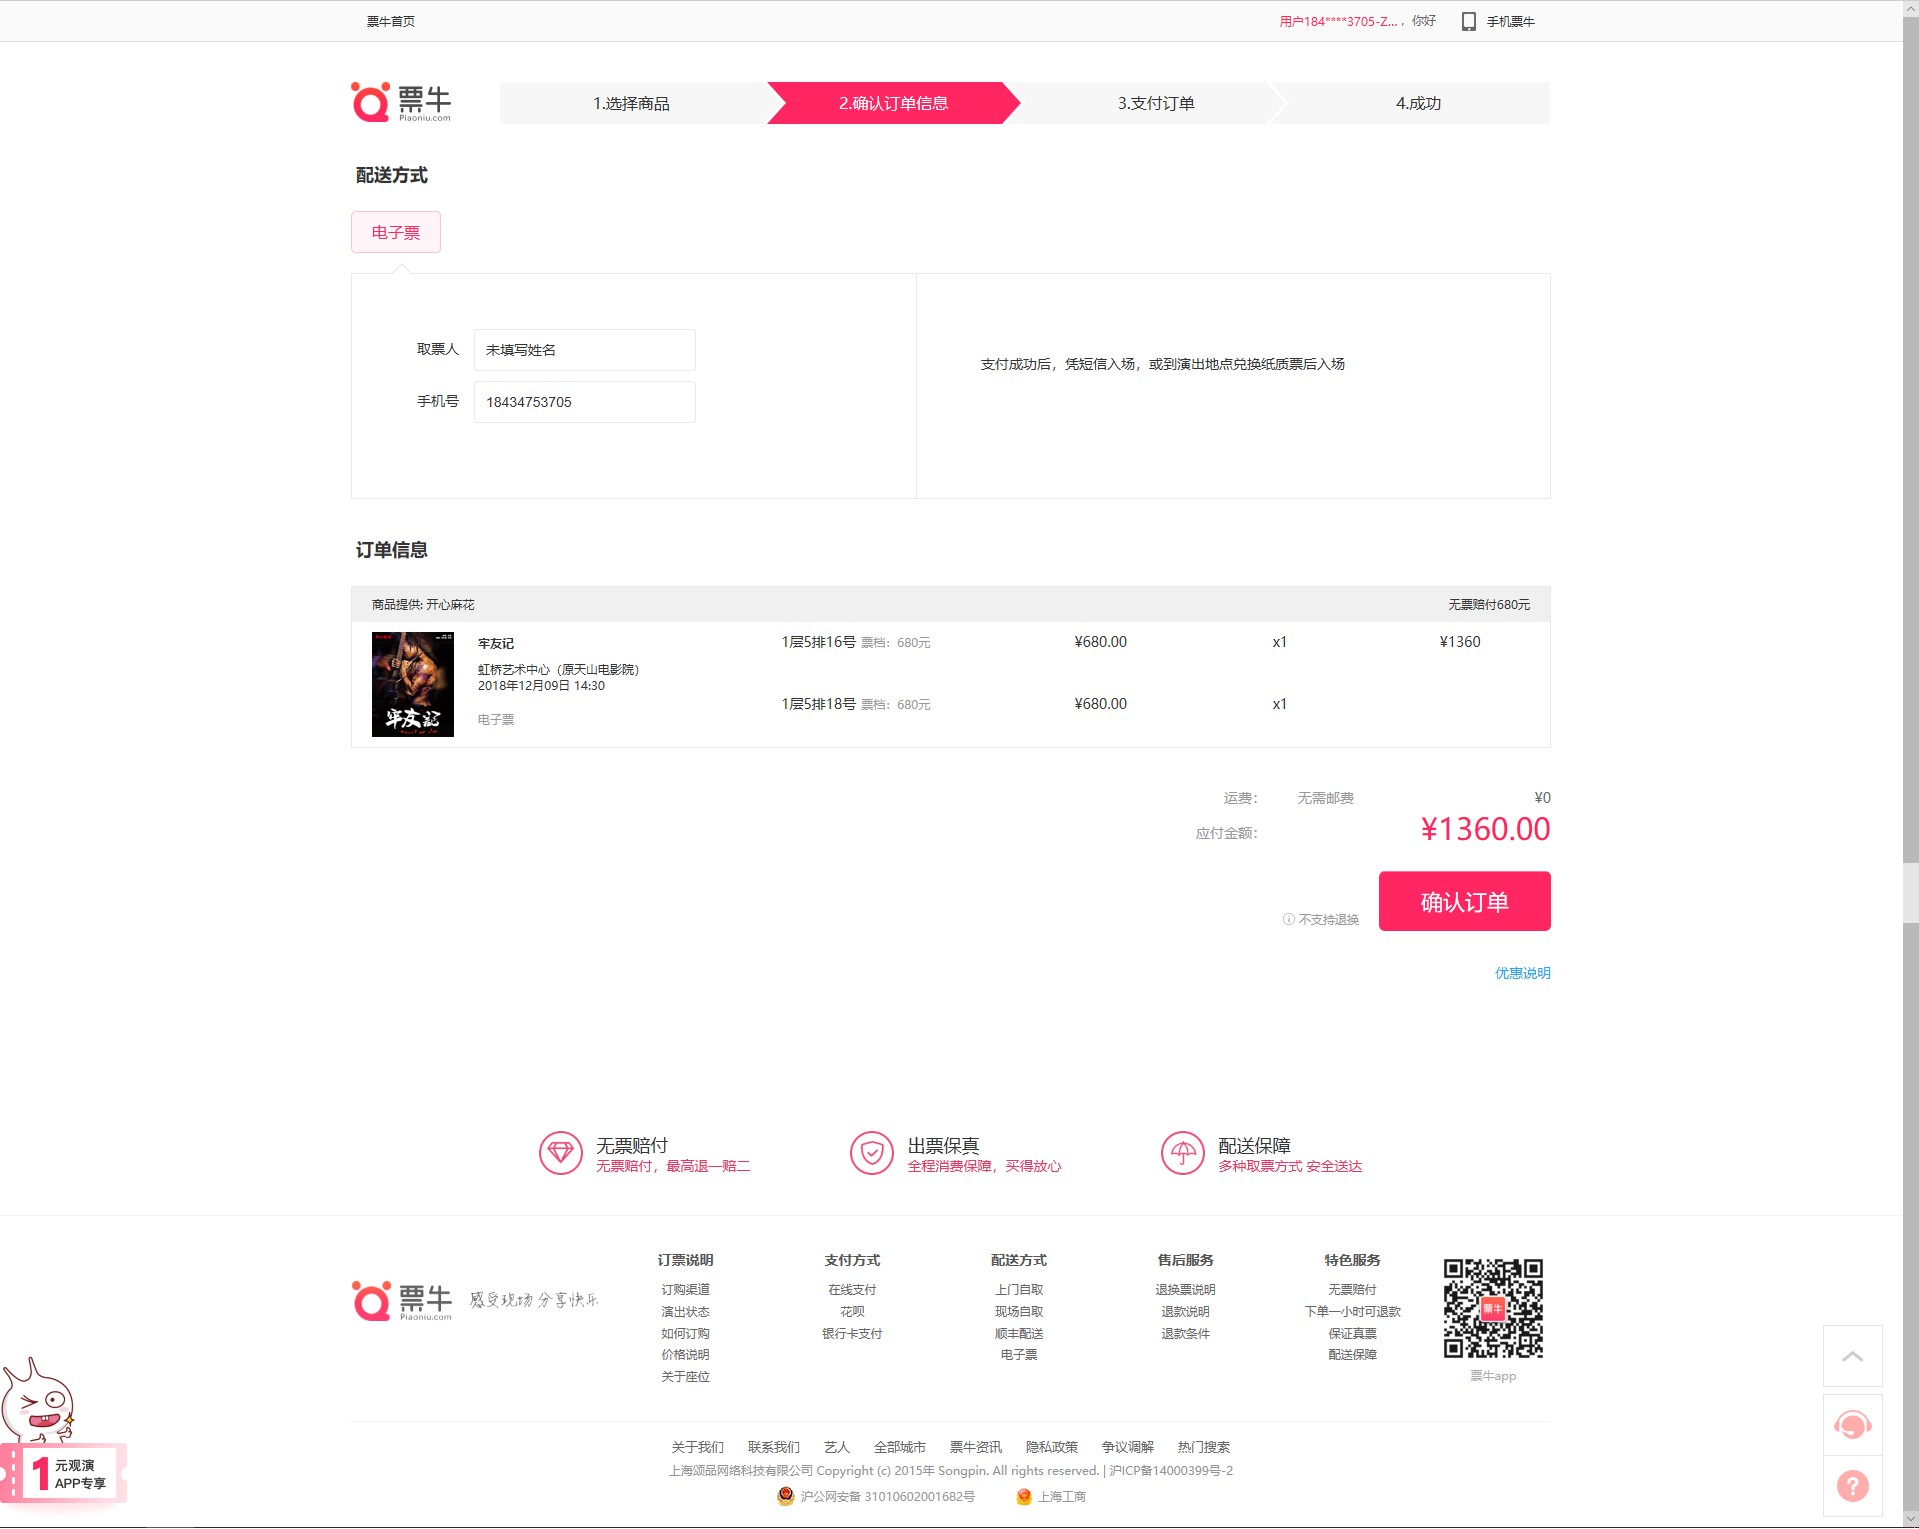 票牛首页
用户184****3705-Z... ，你好
手机票牛
票牛
Piaoniu.com
1.选择商品
2.确认订单信息
3.支付订单
4.成功
配送方式
电子票
取票人 未填写姓名
手机号 18434753705
支付成功后，凭短信入场，或到演出地点兑换纸质票后入场
订单信息
商品提供: 开心麻花
无票赔付680元
牢友记
牢友记
虹桥艺术中心（原天山电影院）
2018年12月09日 14:30
电子票
1层5排16号 票档：680元 ¥680.00 x1 ¥1360
1层5排18号 票档：680元 ¥680.00 x1
运费： 无需邮费 ¥0
应付金额： ¥1360.00
不支持退换
确认订单
优惠说明
无票赔付
无票赔付，最高退一赔二
出票保真
全程消费保障，买得放心
配送保障
多种取票方式 安全送达
票牛
Piaoniu.com
感受现场 分享快乐
订票说明
订购渠道
演出状态
如何订购
价格说明
关于座位
支付方式
在线支付
花呗
银行卡支付
配送方式
上门自取
现场自取
顺丰配送
电子票
售后服务
退换票说明
退款说明
退款条件
特色服务
无票赔付
下单一小时可退款
保证真票
配送保障
票牛
票牛app
1
元观演
APP专享
关于我们 联系我们 艺人 全部城市 票牛资讯 隐私政策 争议调解 热门搜索
上海颂品网络科技有限公司 Copyright (c) 2015年 Songpin. All rights reserved. | 沪ICP备14000399号-2
沪公网安备 31010602001682号
上海工商
?